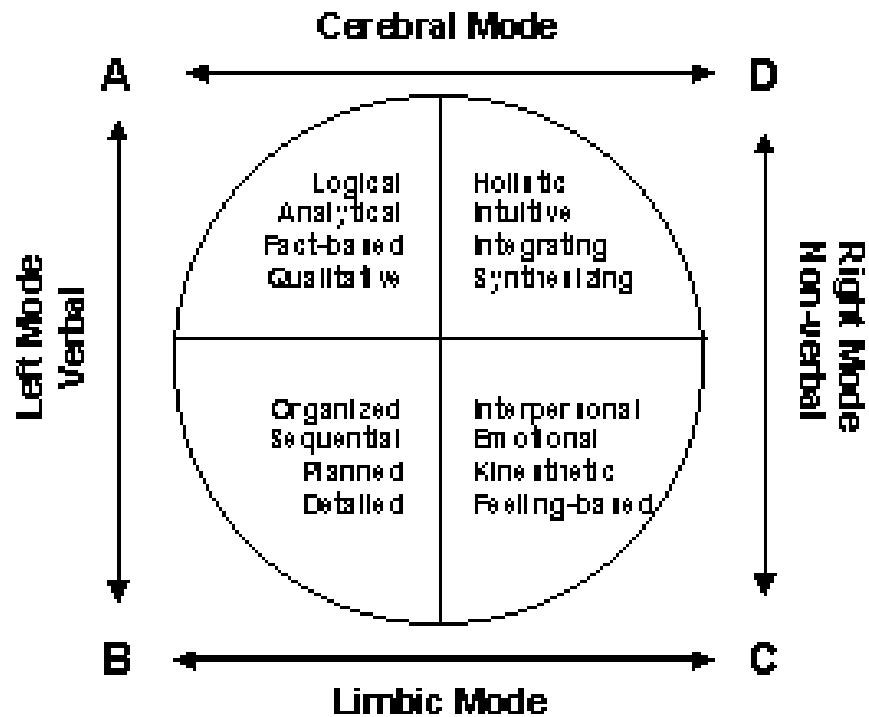 Cerebral Mode
A
D
Logical
Analytical
Fact-based
Qualitative
Holistic
Intuitive
Integrating
Synthesizing
Left Mode
Verbal
Right Mode
Non-verbal
Organized
Sequential
Planned
Detailed
Interpersonal
Emotional
Kinesthetic
Feeling-based
B
C
Limbic Mode